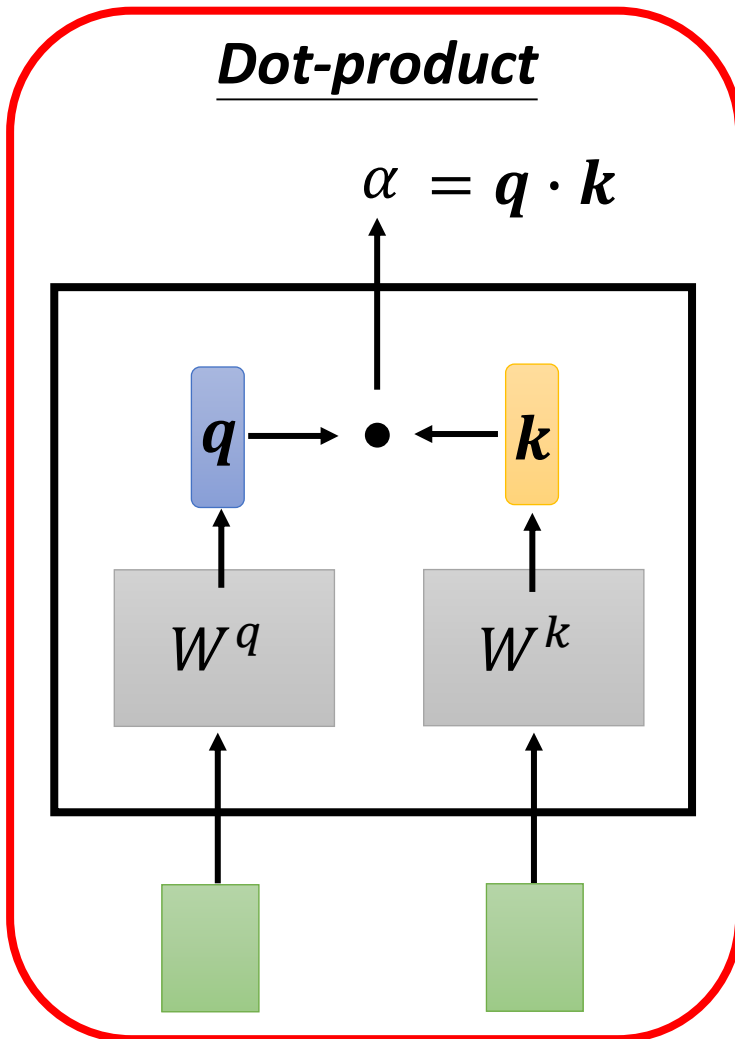 Dot-product
α = q · k
q k
W^q W^k